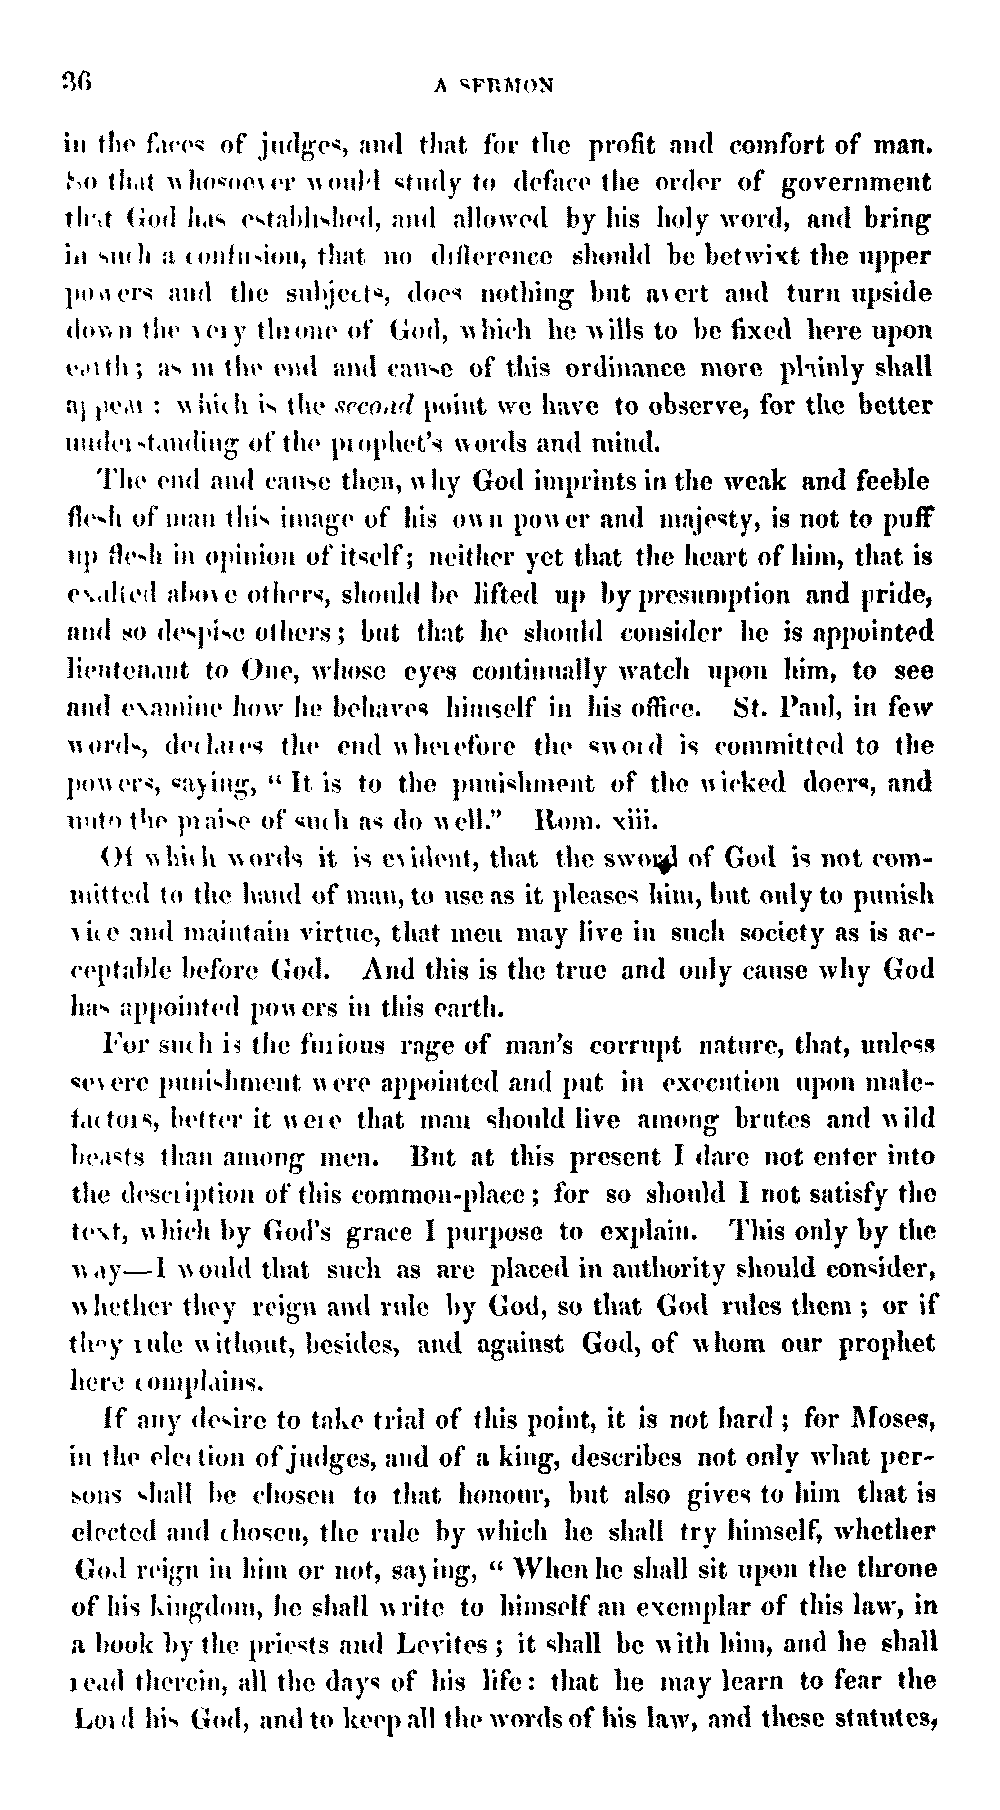 36
A SERMON
in the faces of judges, and that for the profit and comfort of man.
So that whosoever would study to deface the order of government
that God has established, and allowed by his holy word, and bring
in such a confusion, that no difference should be betwixt the upper
powers and the subjects, does nothing but avert and turn upside
down the very throne of God, which he wills to be fixed here upon
earth; as in the end and cause of this ordinance more plainly shall
appear: which is the second point we have to observe, for the better
understanding of the prophet's words and mind.
The end and cause then, why God imprints in the weak and feeble
flesh of man this image of his own power and majesty, is not to puff
up flesh in opinion of itself; neither yet that the heart of him, that is
exalted above others, should be lifted up by presumption and pride,
and so despise others; but that he should consider he is appointed
lieutenant to One, whose eyes continually watch upon him, to see
and examine how he behaves himself in his office. St. Paul, in few
words, declares the end wherefore the sword is committed to the
powers, saying, "It is to the punishment of the wicked doers, and
unto the praise of such as do well." Rom. xiii.
Of which words it is evident, that the sword of God is not com-
mitted to the hand of man, to use as it pleases him, but only to punish
vice and maintain virtue, that men may live in such society as is ac-
ceptable before God. And this is the true and only cause why God
has appointed powers in this earth.
For such is the furious rage of man's corrupt nature, that, unless
severe punishment were appointed and put in execution upon male-
factors, better it were that man should live among brutes and wild
beasts than among men. But at this present I dare not enter into
the description of this common-place; for so should I not satisfy the
text, which by God's grace I purpose to explain. This only by the
way—I would that such as are placed in authority should consider,
whether they reign and rule by God, so that God rules them; or if
they rule without, besides, and against God, of whom our prophet
here complains.
If any desire to take trial of this point, it is not hard; for Moses,
in the election of judges, and of a king, describes not only what per-
sons shall be chosen to that honour, but also gives to him that is
elected and chosen, the rule by which he shall try himself, whether
God reign in him or not, saying, "When he shall sit upon the throne
of his kingdom, he shall write to himself an exemplar of this law, in
a book by the priests and Levites; it shall be with him, and he shall
read therein, all the days of his life: that he may learn to fear the
Lord his God, and to keep all the words of his law, and these statutes,